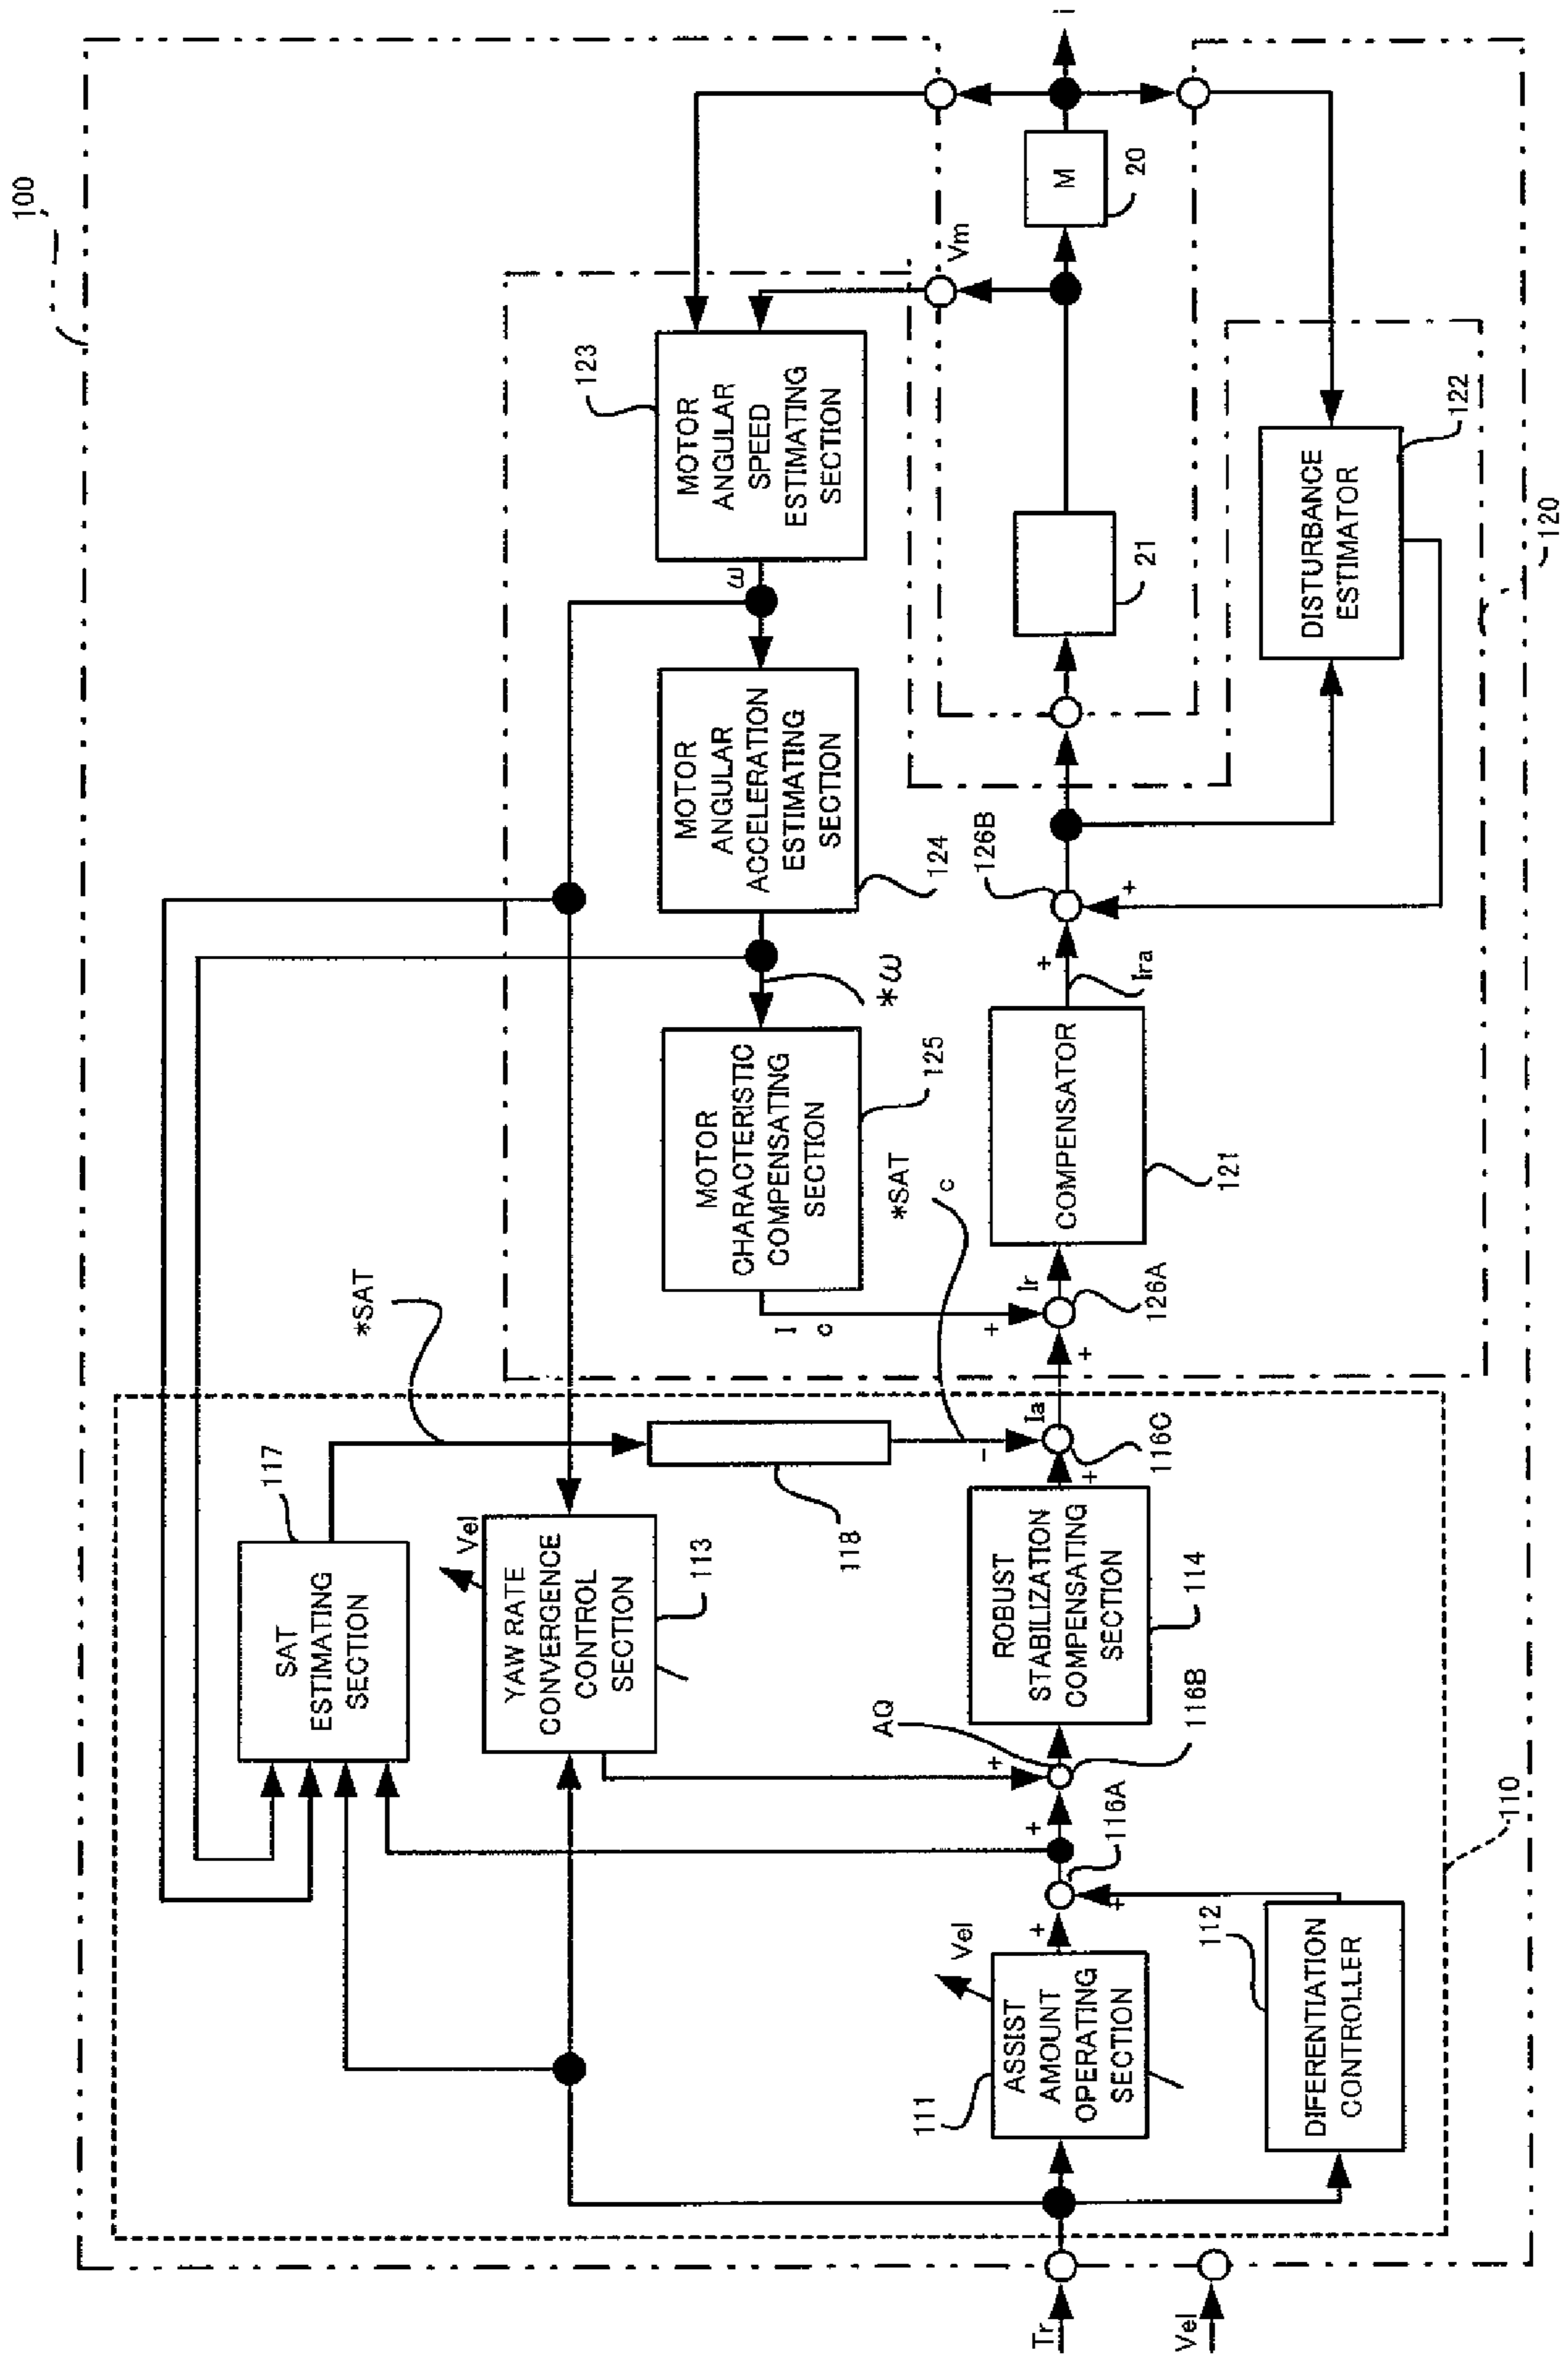 100
123
MOTOR
ANGULAR
SPEED
ESTIMATING
SECTION
ω
MOTOR
ANGULAR
ACCELERATION
ESTIMATING
SECTION
124
*ω
MOTOR
CHARACTERISTIC
COMPENSATING
SECTION
125
I
c
*SAT
*SAT
c
117
SAT
ESTIMATING
SECTION
Vel
YAW RATE
CONVERGENCE
CONTROL
SECTION
113
118
Tr
Vel
111
ASSIST
AMOUNT
OPERATING
SECTION
Vel
112
DIFERENTIATION
CONTROLLER
+
+
116A
+
+
AQ
116B
ROBUST
STABILIZATION
COMPENSATING
SECTION
114
+
-
116C
Ia
+
+
126A
Ir
COMPENSATOR
121
Ira
+
+
126B
21
Vm
M
20
i
DISTURBANCE
ESTIMATOR
122
110
120